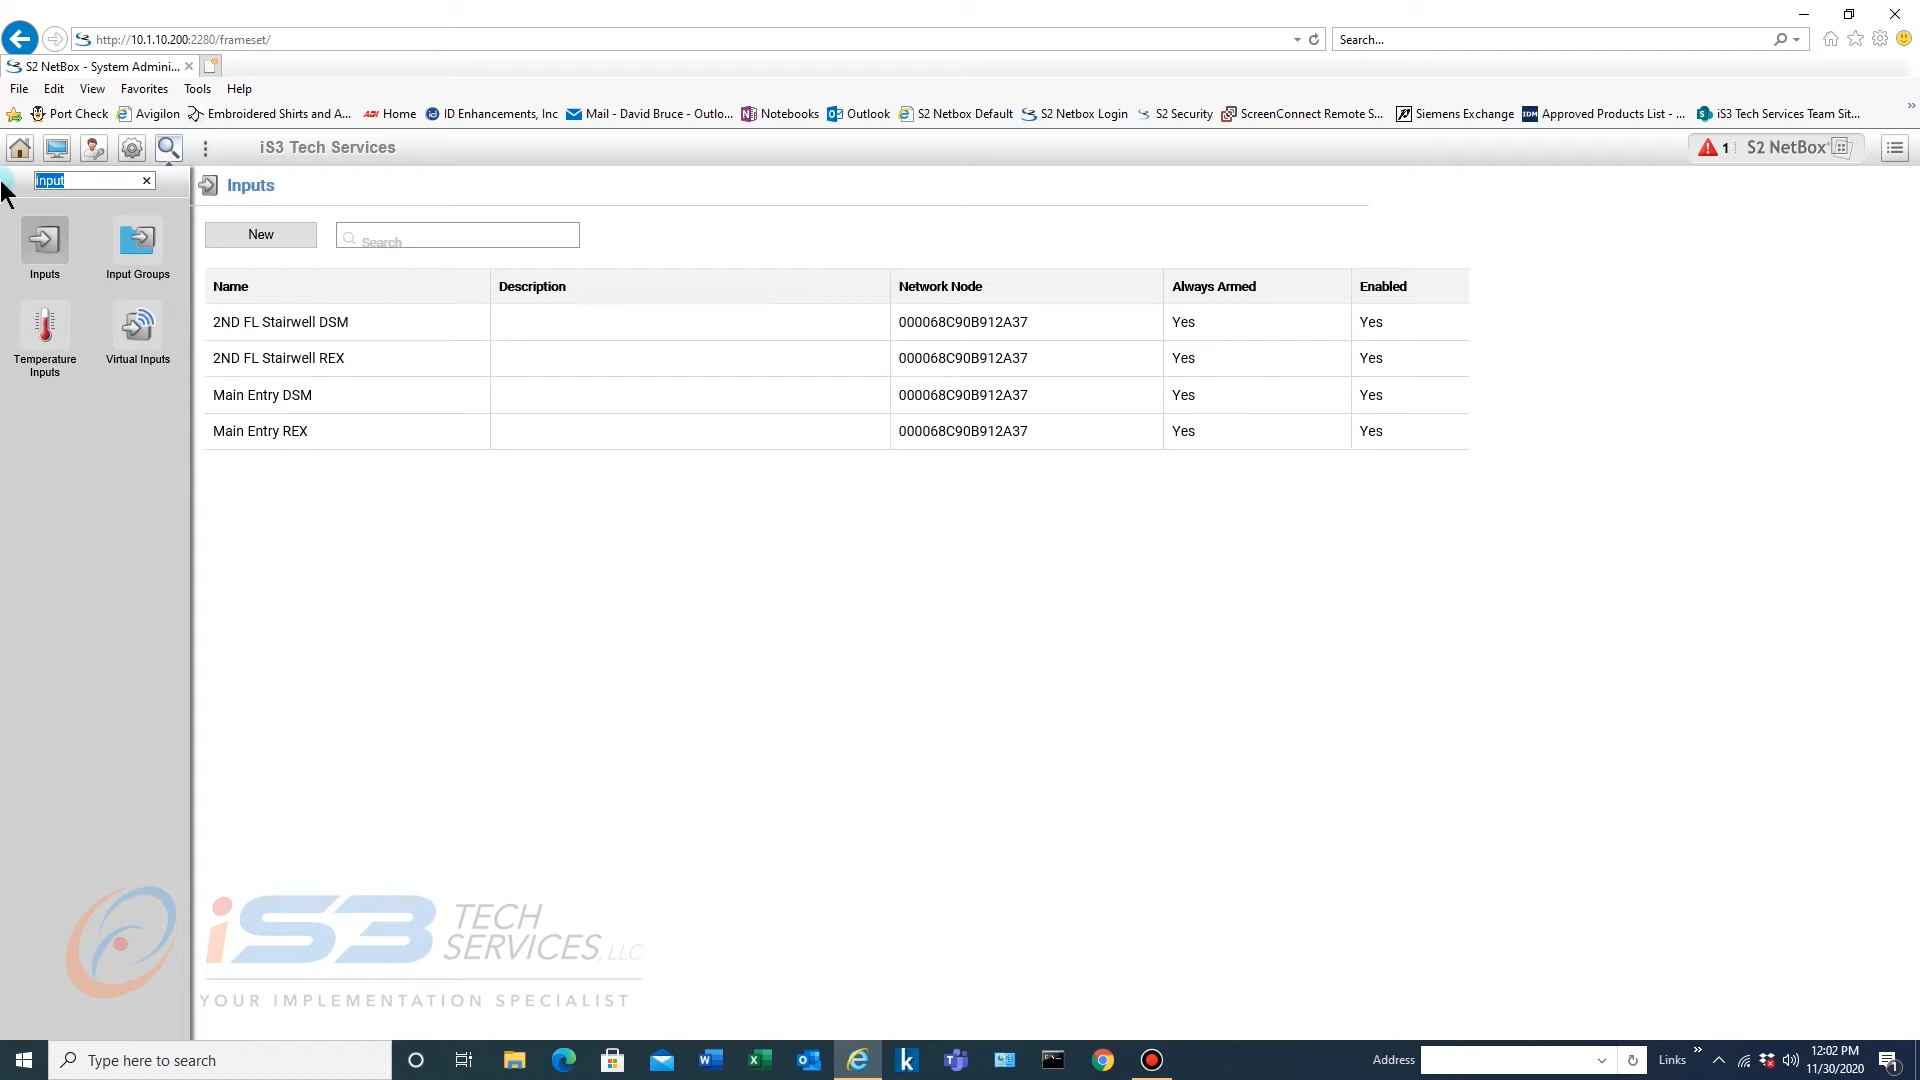 http://10.1.10.200:2280/frameset/
Search...
S2 NetBox - System Admini...
File Edit View Favorites Tools Help
Port Check Avigilon Embroidered Shirts and A... Home ID Enhancements, Inc Mail - David Bruce - Outlo... Notebooks Outlook S2 Netbox Default S2 Netbox Login S2 Security ScreenConnect Remote S... Siemens Exchange Approved Products List - ... iS3 Tech Services Team Sit...
iS3 Tech Services
1 S2 NetBox
input
Inputs
New
Search
Inputs
Input Groups
Temperature Inputs
Virtual Inputs
Name Description Network Node Always Armed Enabled
2ND FL Stairwell DSM 000068C90B912A37 Yes Yes
2ND FL Stairwell REX 000068C90B912A37 Yes Yes
Main Entry DSM 000068C90B912A37 Yes Yes
Main Entry REX 000068C90B912A37 Yes Yes
iS3 TECH SERVICES, LLC
YOUR IMPLEMENTATION SPECIALIST
Type here to search
Address
Links
12:02 PM
11/30/2020
1